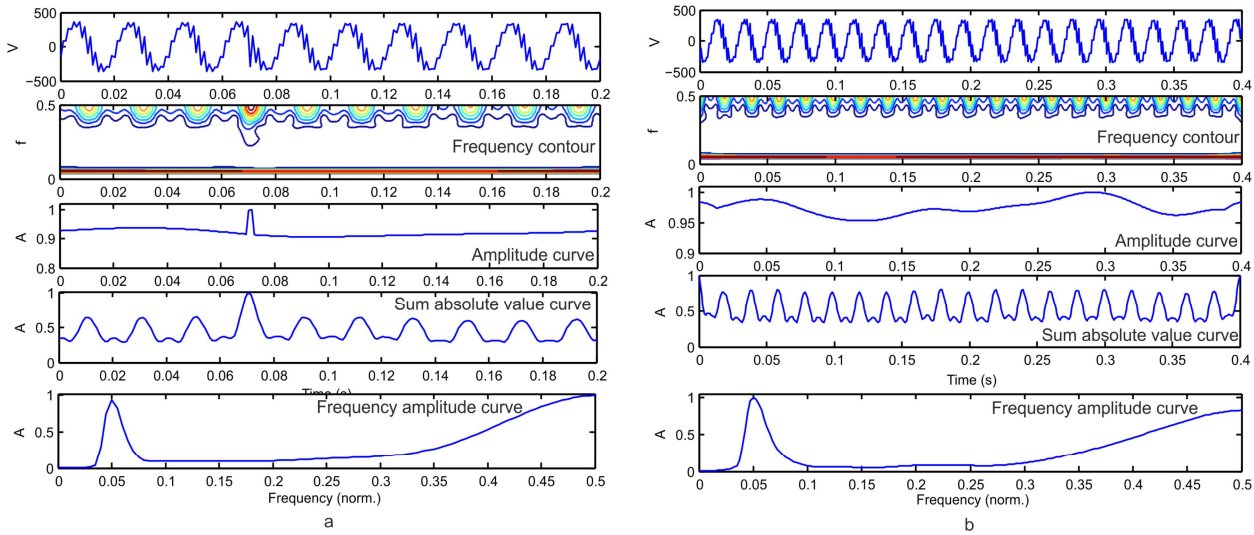 500
0
−500
V
0 0.02 0.04 0.06 0.08 0.1 0.12 0.14 0.16 0.18 0.2
0.5
0
f
Frequency contour
0 0.02 0.04 0.06 0.08 0.1 0.12 0.14 0.16 0.18 0.2
1
0.9
0.8
A
Amplitude curve
0 0.02 0.04 0.06 0.08 0.1 0.12 0.14 0.16 0.18 0.2
1
0.5
0
A
Sum absolute value curve
0 0.02 0.04 0.06 0.08 0.1 0.12 0.14 0.16 0.18 0.2
Time (s)
1
0.5
0
A
Frequency amplitude curve
0 0.05 0.1 0.15 0.2 0.25 0.3 0.35 0.4 0.45 0.5
Frequency (norm.)
a
500
0
−500
V
0 0.05 0.1 0.15 0.2 0.25 0.3 0.35 0.4
0.5
0
f
Frequency contour
0 0.05 0.1 0.15 0.2 0.25 0.3 0.35 0.4
1
0.95
0.9
A
Amplitude curve
0 0.05 0.1 0.15 0.2 0.25 0.3 0.35 0.4
1
0.5
0
A
Sum absolute value curve
0 0.05 0.1 0.15 0.2 0.25 0.3 0.35 0.4
Time (s)
1
0.5
0
A
Frequency amplitude curve
0 0.05 0.1 0.15 0.2 0.25 0.3 0.35 0.4 0.45 0.5
Frequency (norm.)
b